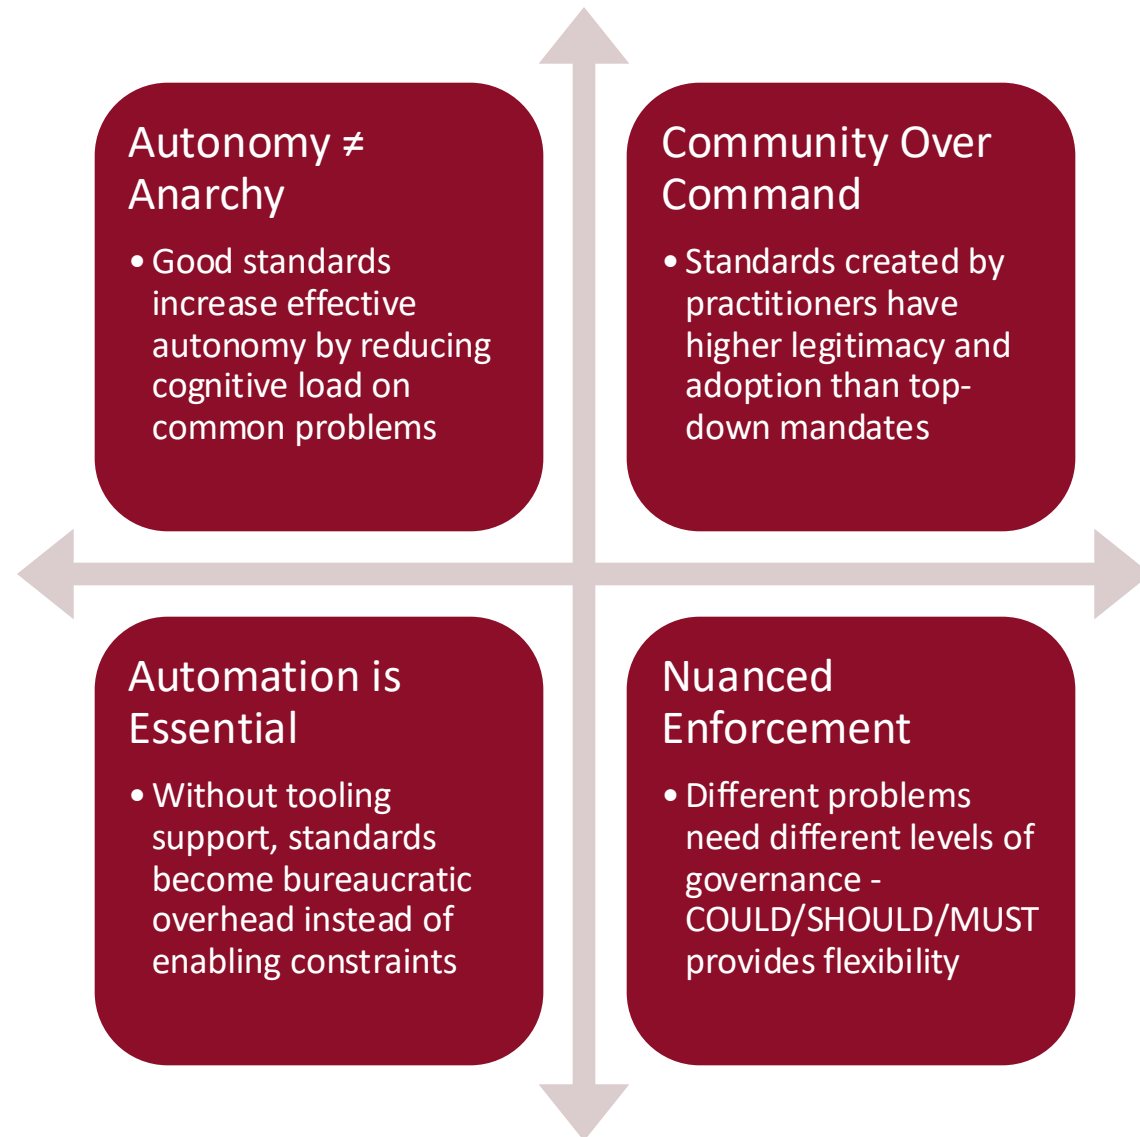 Autonomy ≠
Anarchy
• Good standards
increase effective
autonomy by reducing
cognitive load on
common problems
Community Over
Command
• Standards created by
practitioners have
higher legitimacy and
adoption than top-
down mandates
Automation is
Essential
• Without tooling
support, standards
become bureaucratic
overhead instead of
enabling constraints
Nuanced
Enforcement
• Different problems
need different levels of
governance -
COULD/SHOULD/MUST
provides flexibility